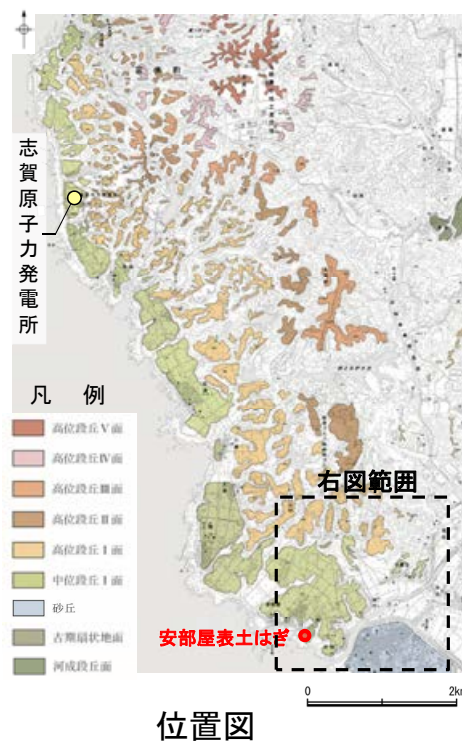 志賀原子力発電所
凡 例
高位段丘Ⅴ面
高位段丘Ⅳ面
高位段丘Ⅲ面
高位段丘Ⅱ面
高位段丘Ⅰ面
中位段丘Ⅰ面
砂丘
古期扇状地面
河成段丘面
右図範囲
安部屋表土はぎ
0 2km
位置図